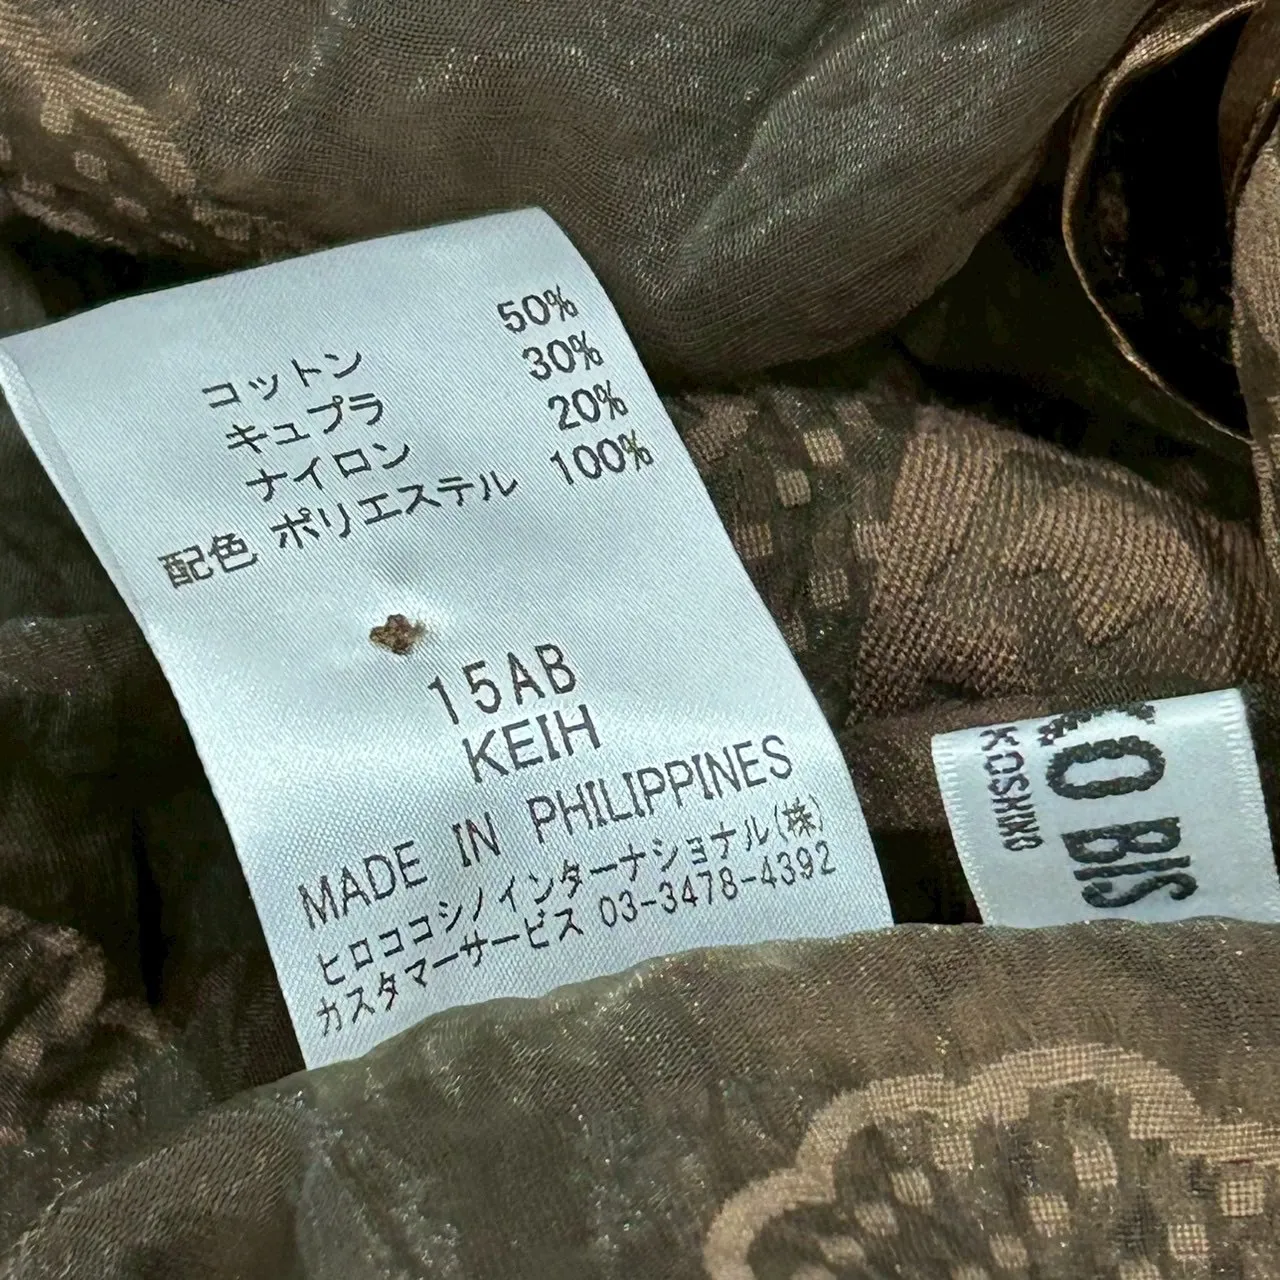 コットン 50%
キュプラ 30%
ナイロン 20%
配色 ポリエステル 100%
15AB
KEIH
MADE IN PHILIPPINES
ヒロココシノインターナショナル(株)
カスタマーサービス 03-3478-4392
KO BIS
KOSHINO